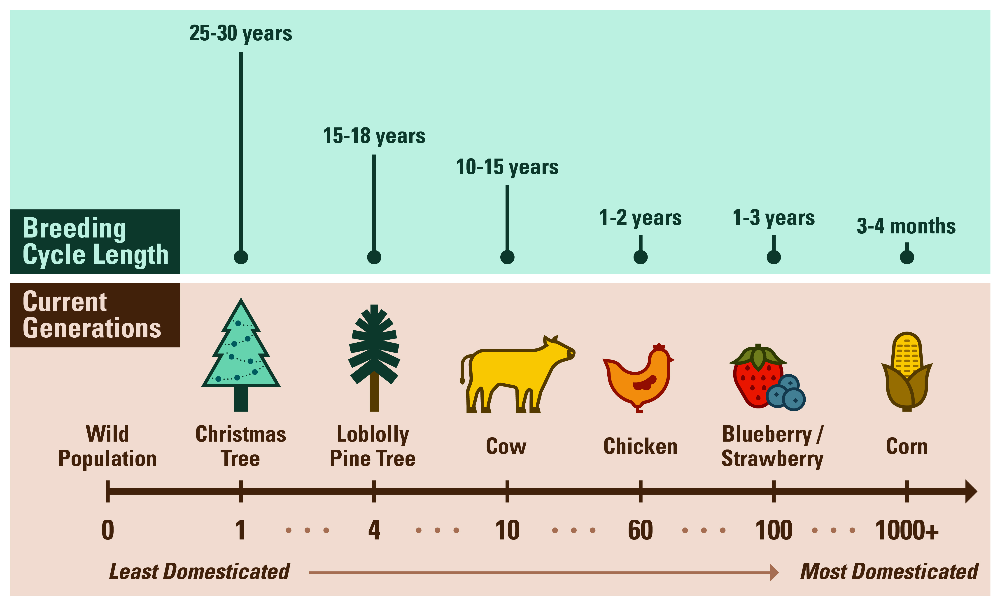 25-30 years
15-18 years
10-15 years
1-2 years
1-3 years
3-4 months
Breeding
Cycle Length
Current
Generations
Wild
Population
Christmas
Tree
Loblolly
Pine Tree
Cow
Chicken
Blueberry /
Strawberry
Corn
0 1 . . . 4 . . . 10 . . . 60 . . . 100 . . . 1000+
Least Domesticated
Most Domesticated